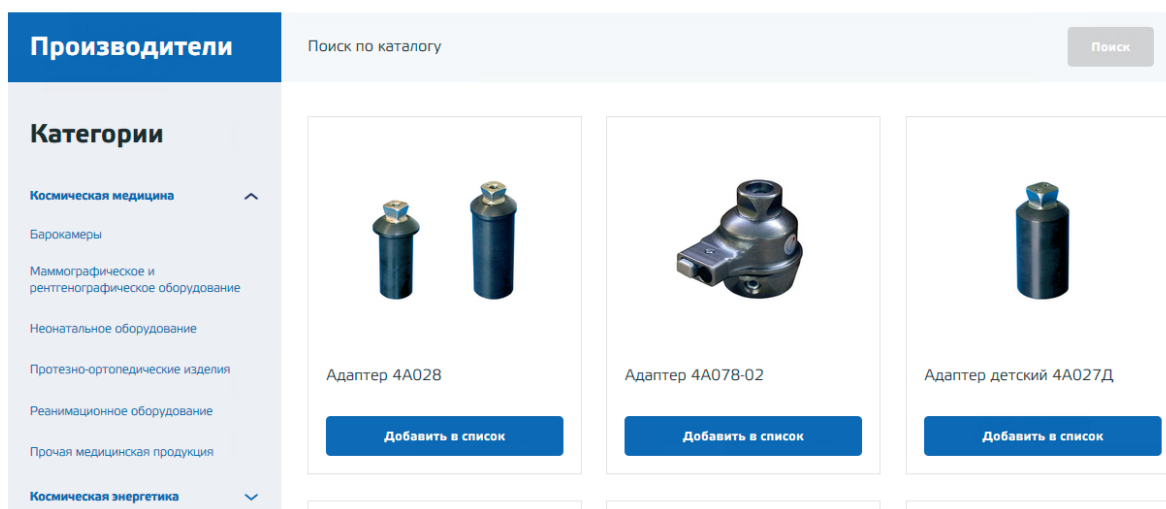 Производители
Поиск по каталогу
Поиск
Категории
Космическая медицина
Барокамеры
Маммографическое и
рентгенографическое оборудование
Неонатальное оборудование
Протезно-ортопедические изделия
Реанимационное оборудование
Прочая медицинская продукция
Космическая энергетика
Адаптер 4А028
Добавить в список
Адаптер 4А078-02
Добавить в список
Адаптер детский 4А027Д
Добавить в список